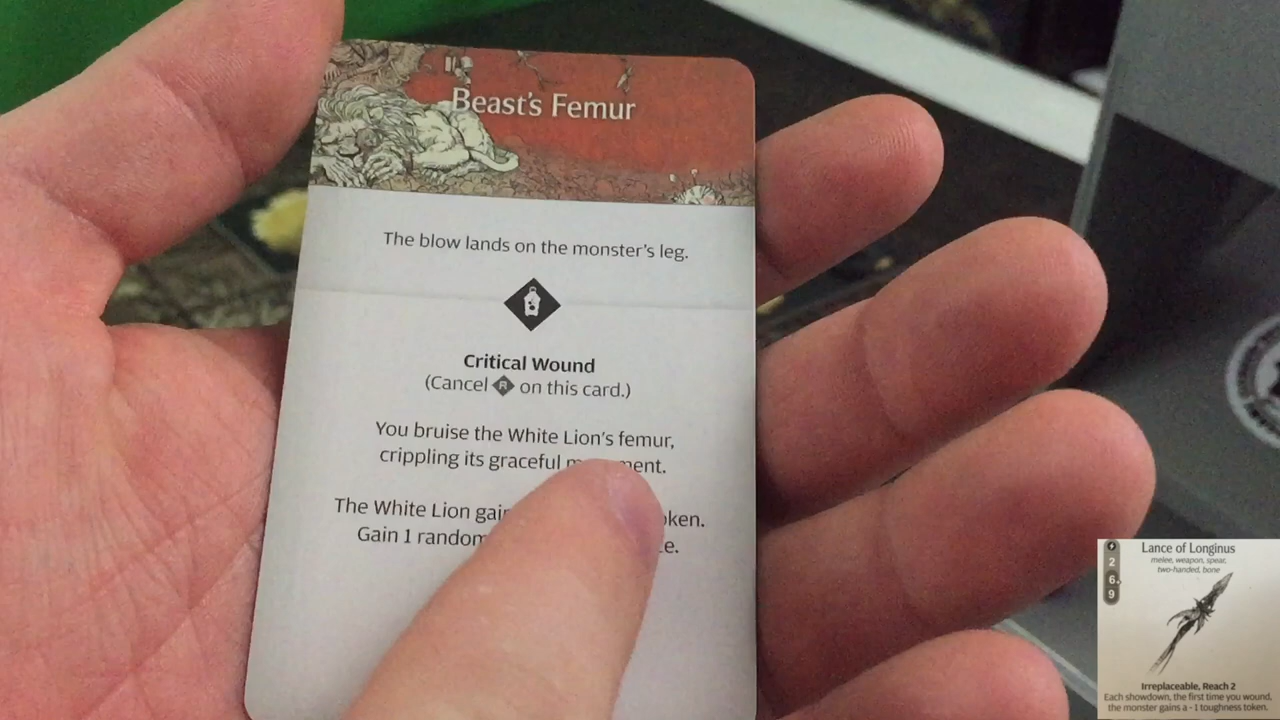 Beast's Femur
The blow lands on the monster's leg.
Critical Wound
(Cancel R on this card.)
You bruise the White Lion's femur,
crippling its graceful
The White Lion
Gain 1 random
Lance of Longinus
melee, weapon, spear,
two-handed, bone
2
6
9
Irreplaceable, Reach 2
Each showdown, the first time you wound,
the monster gains a - 1 toughness token.